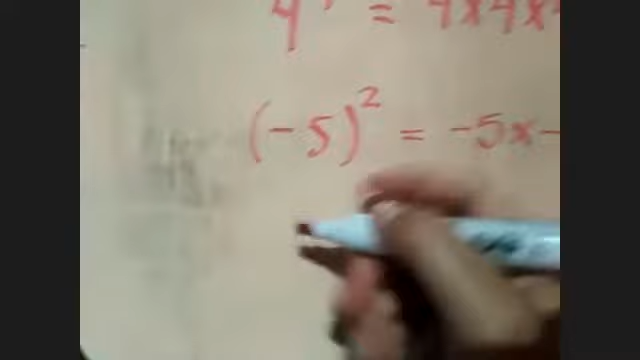 4 = 4x4x
(-5)² = -5x-